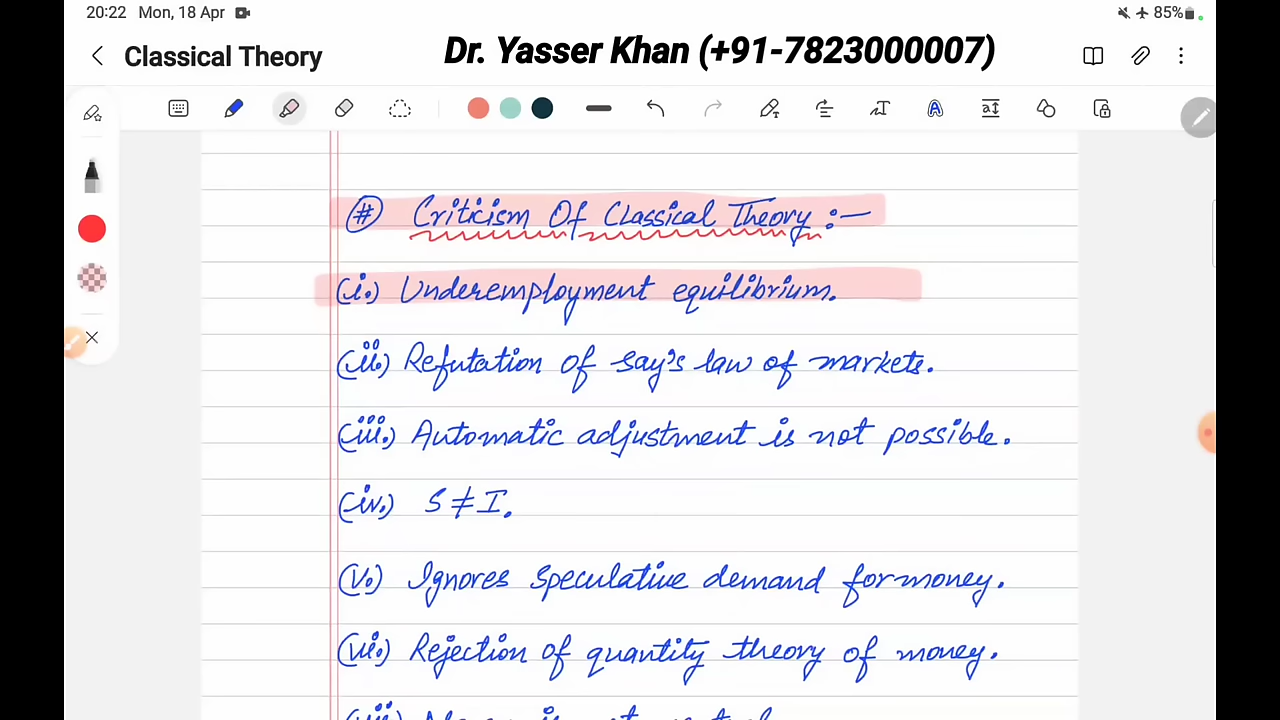 20:22 Mon, 18 Apr
85%
Classical Theory
Dr. Yasser Khan (+91-7823000007)
# Criticism Of Classical Theory :—
(i.) Underemployment equilibrium.
(ii.) Refutation of say's law of markets.
(iii.) Automatic adjustment is not possible.
(iv.) S ≠ I.
(v.) Ignores speculative demand for money.
(vi.) Rejection of quantity theory of money.